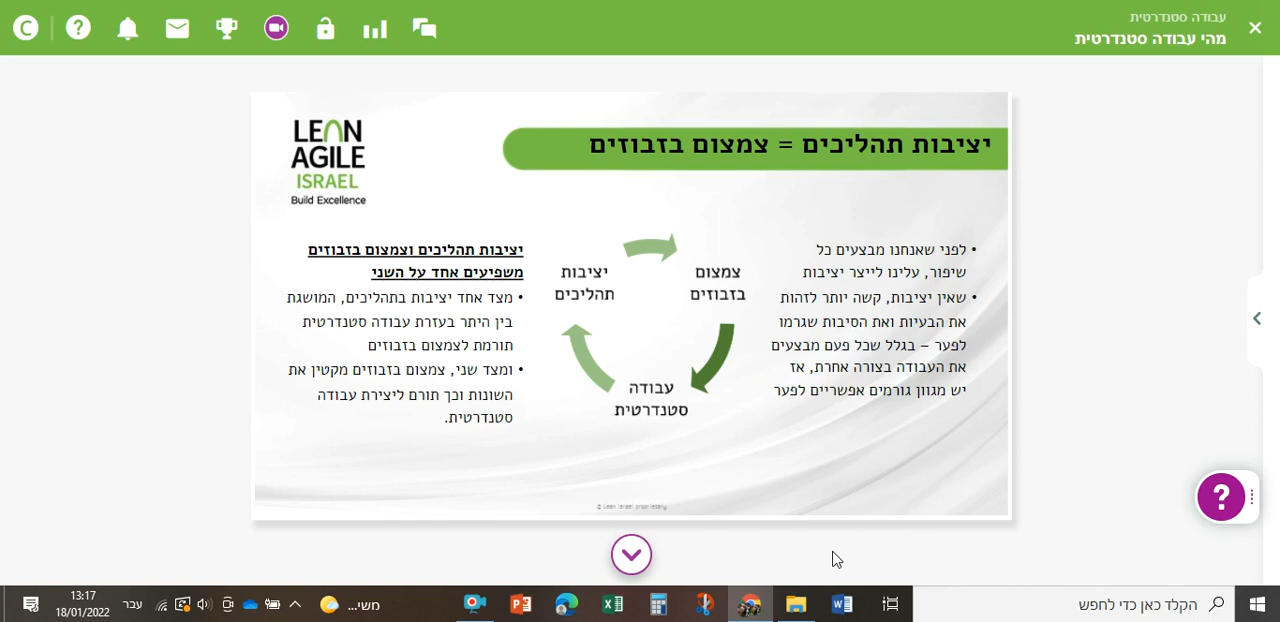 עבודה סטנדרטית
מהי עבודה סטנדרטית
C
?
LEAN
AGILE
ISRAEL
Build Excellence
יציבות תהליכים = צמצום בזבוזים
• לפני שאנחנו מבצעים כל
שיפור, עלינו לייצר יציבות
• שאין יציבות, קשה יותר לזהות
את הבעיות ואת הסיבות שגרמו
לפער – בגלל שכל פעם מבצעים
את העבודה בצורה אחרת, אז
יש מגוון גורמים אפשריים לפער
צמצום
בזבוזים
יציבות
תהליכים
עבודה
סטנדרטית
יציבות תהליכים וצמצום בזבוזים
משפיעים אחד על השני
• מצד אחד יציבות בתהליכים, המושגת
בין היתר בעזרת עבודה סטנדרטית
תורמת לצמצום בזבוזים
• ומצד שני, צמצום בזבוזים מקטין את
השונות וכך תורם ליצירת עבודה
סטנדרטית.
© Lean Israel proprietary
?
הקלד כאן כדי לחפש
משי...
עבר
13:17
18/01/2022